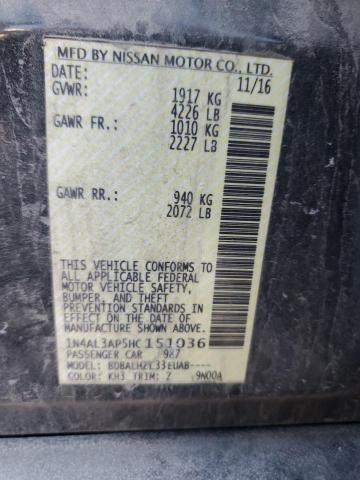 MFD BY NISSAN MOTOR CO., LTD.
DATE: 11/16
GVWR: 1917 KG
4226 LB
GAWR FR.: 1010 KG
2227 LB
GAWR RR.: 940 KG
2072 LB
THIS VEHICLE CONFORMS TO
ALL APPLICABLE FEDERAL
MOTOR VEHICLE SAFETY,
BUMPER, AND THEFT
PREVENTION STANDARDS IN
EFFECT ON THE DATE OF
MANUFACTURE SHOWN ABOVE.
1N4AL3AP5HC151036
PASSENGER CAR 987
MODEL: BDBALHZL33EUAB----
COLOR: KH3 TRIM: Z 9N00A